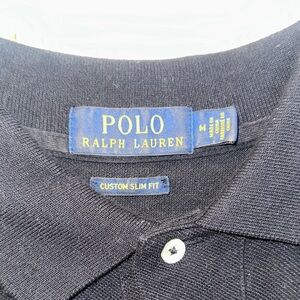 POLO
RALPH LAUREN
M
CUSTOM SLIM FIT